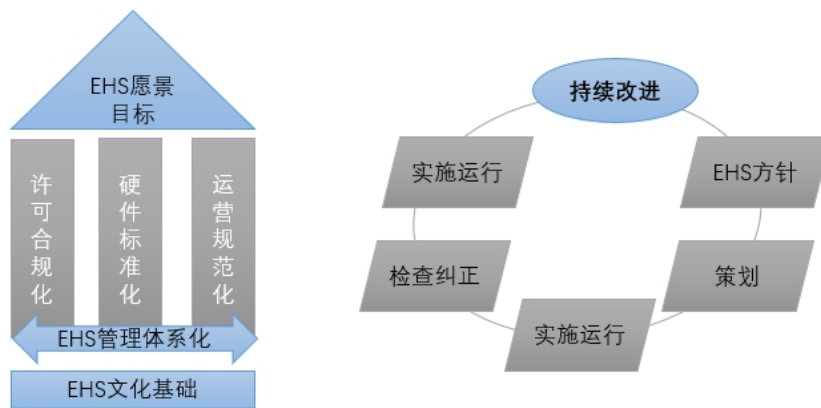 EHS愿景
目标
许可合规化
硬件标准化
运营规范化
EHS管理体系化
EHS文化基础
持续改进
实施运行
EHS方针
检查纠正
策划
实施运行